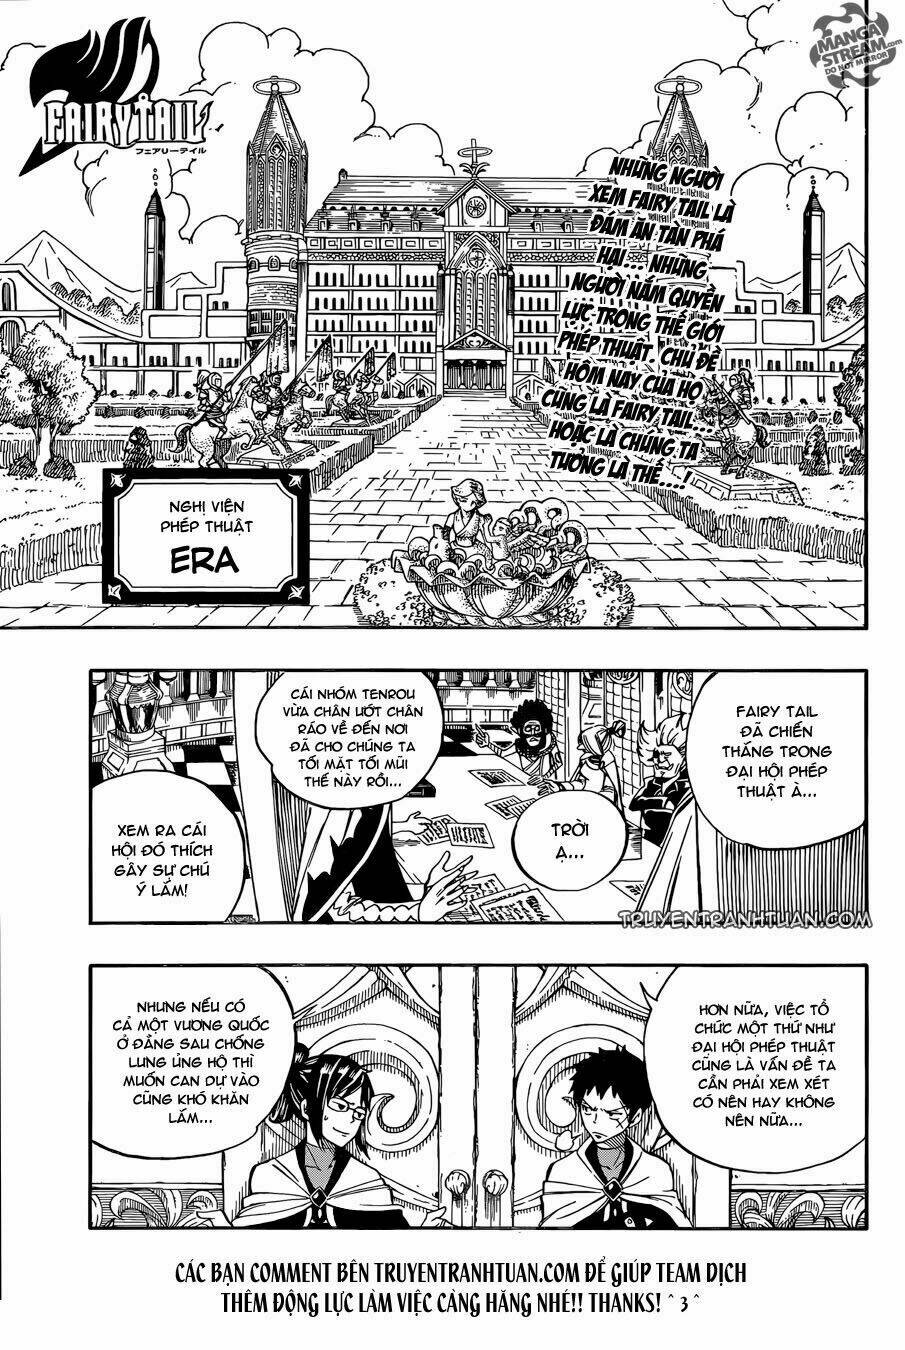 MANGA
STREAM.com
DO NOT MIRROR!
FAIRY TAIL
フェアリーテイル
NHỮNG NGƯỜI
XEM FAIRY TAIL LÀ
ĐÁM ĂN TÀN PHÁ
HẠI... NHỮNG
NGƯỜI NẮM QUYỀN
LỰC TRONG THẾ GIỚI
PHÉP THUẬT. CHỦ ĐỀ
HÔM NAY CỦA HỌ
CŨNG LÀ FAIRY TAIL...
HOẶC LÀ CHÚNG TA
TƯỞNG LÀ THẾ....!
NGHỊ VIỆN
PHÉP THUẬT
ERA
FAIRY TAIL
ĐÃ CHIẾN
THẮNG TRONG
ĐẠI HỘI PHÉP
THUẬT À...
TRỜI
Ạ...
CÁI NHÓM TENROU
VỪA CHÂN ƯỚT CHÂN
RÁO VỀ ĐẾN NƠI
ĐÃ CHO CHÚNG TA
TỐI MẶT TỐI MŨI
THẾ NÀY RỒI...
XEM RA CÁI
HỘI ĐÓ THÍCH
GÂY SỰ CHÚ
Ý LẮM!
TRUYENTRANHTUAN.COM
HƠN NỮA, VIỆC TỔ
CHỨC MỘT THỨ NHƯ
ĐẠI HỘI PHÉP THUẬT
CŨNG LÀ VẤN ĐỀ TA
CẦN PHẢI XEM XÉT
CÓ NÊN HAY KHÔNG
NÊN NỮA...
NHƯNG NẾU CÓ
CẢ MỘT VƯƠNG QUỐC
Ở ĐẰNG SAU CHỐNG
LƯNG ỦNG HỘ THÌ
MUỐN CAN DỰ VÀO
CŨNG KHÓ KHĂN
LẮM...
CÁC BẠN COMMENT BÊN TRUYENTRANHTUAN.COM ĐỂ GIÚP TEAM DỊCH
THÊM ĐỘNG LỰC LÀM VIỆC CÀNG HĂNG NHÉ!! THANKS! ^ 3 ^